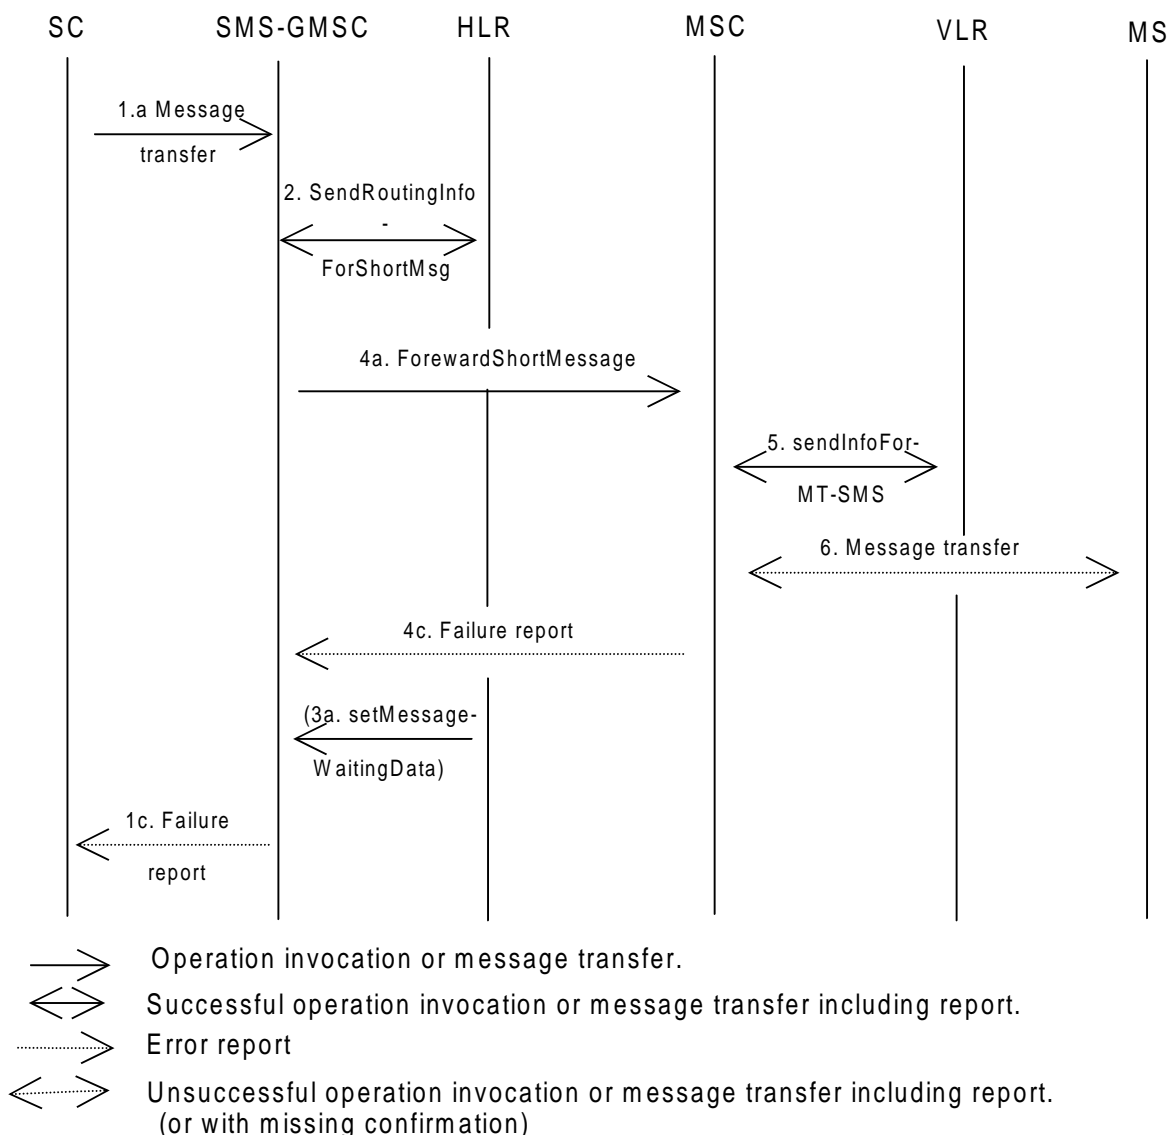 SC SMS-GMSC HLR MSC VLR MS
1.a Message
transfer
2. SendRoutingInfo
-
ForShortMsg
4a. ForewardShortMessage
5. sendInfoFor-
MT-SMS
6. Message transfer
4c. Failure report
(3a. setMessage-
WaitingData)
1c. Failure
report
Operation invocation or message transfer.
Successful operation invocation or message transfer including report.
Error report
Unsuccessful operation invocation or message transfer including report.
(or with missing confirmation)